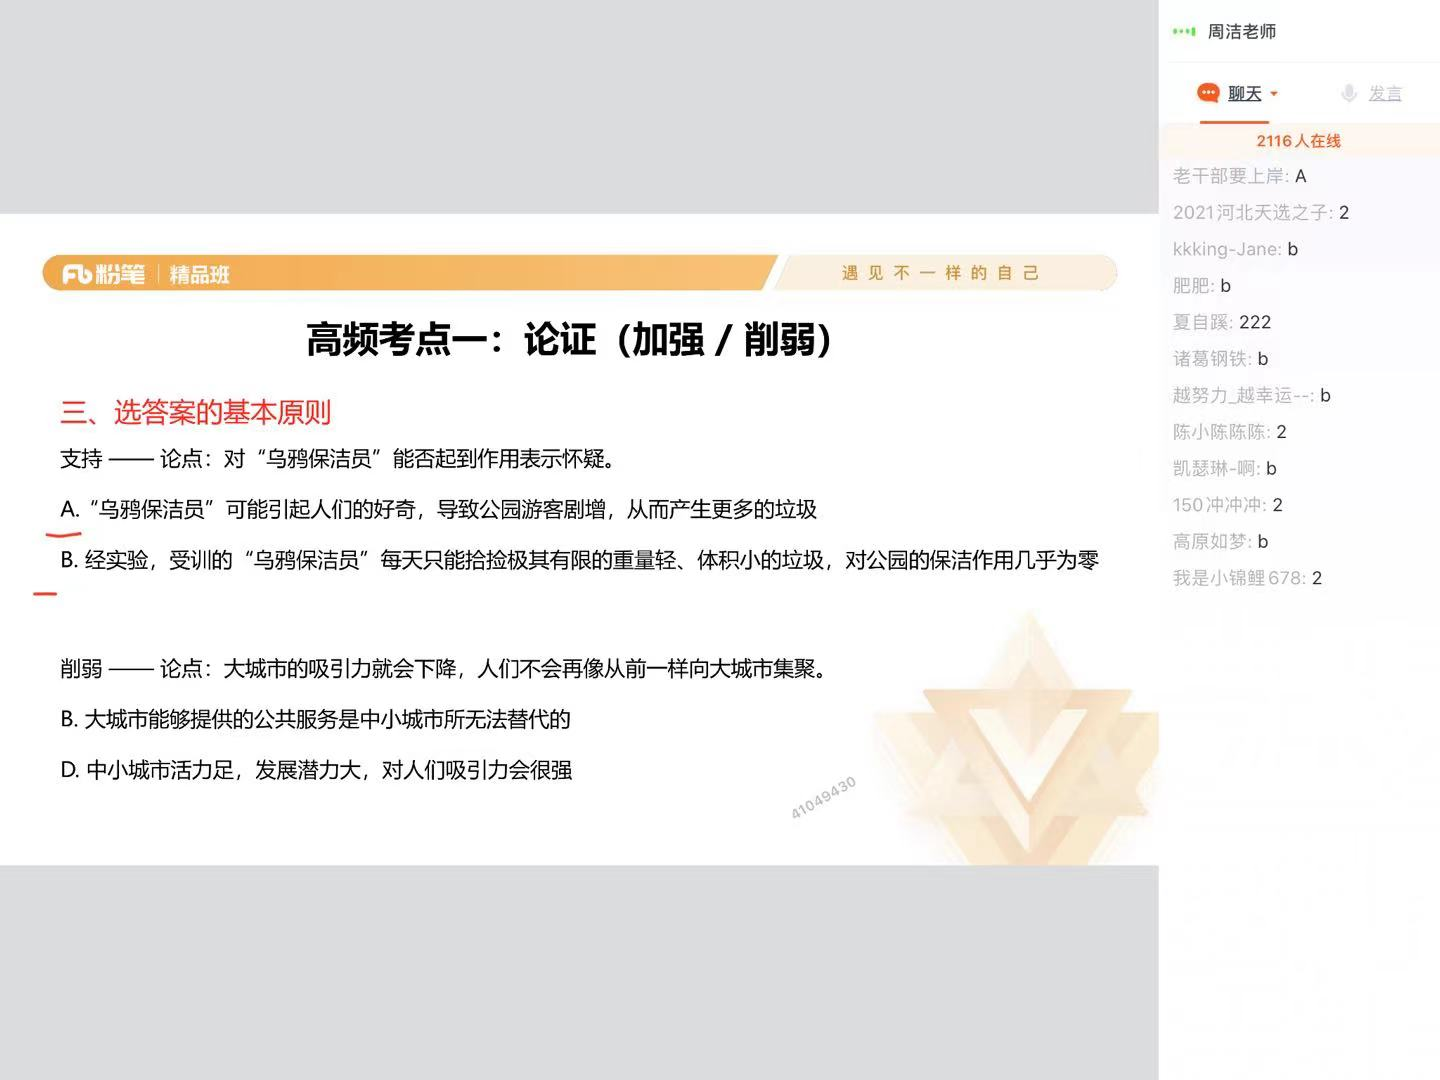 周洁老师
聊天
发言
2116人在线
老干部要上岸: A
2021河北天选之子: 2
kkking-Jane: b
肥肥: b
夏自蹊: 222
诸葛钢铁: b
越努力_越幸运--: b
陈小陈陈陈: 2
凯瑟琳-啊: b
150冲冲冲: 2
高原如梦: b
我是小锦鲤678: 2
粉笔 | 精品班
遇见不一样的自己
高频考点一：论证（加强 / 削弱）
三、选答案的基本原则
支持 —— 论点：对“乌鸦保洁员”能否起到作用表示怀疑。
A.“乌鸦保洁员”可能引起人们的好奇，导致公园游客剧增，从而产生更多的垃圾
B. 经实验，受训的“乌鸦保洁员”每天只能拾捡极其有限的重量轻、体积小的垃圾，对公园的保洁作用几乎为零
削弱 —— 论点：大城市的吸引力就会下降，人们不会再像从前一样向大城市集聚。
B. 大城市能够提供的公共服务是中小城市所无法替代的
D. 中小城市活力足，发展潜力大，对人们吸引力会很强
41049430